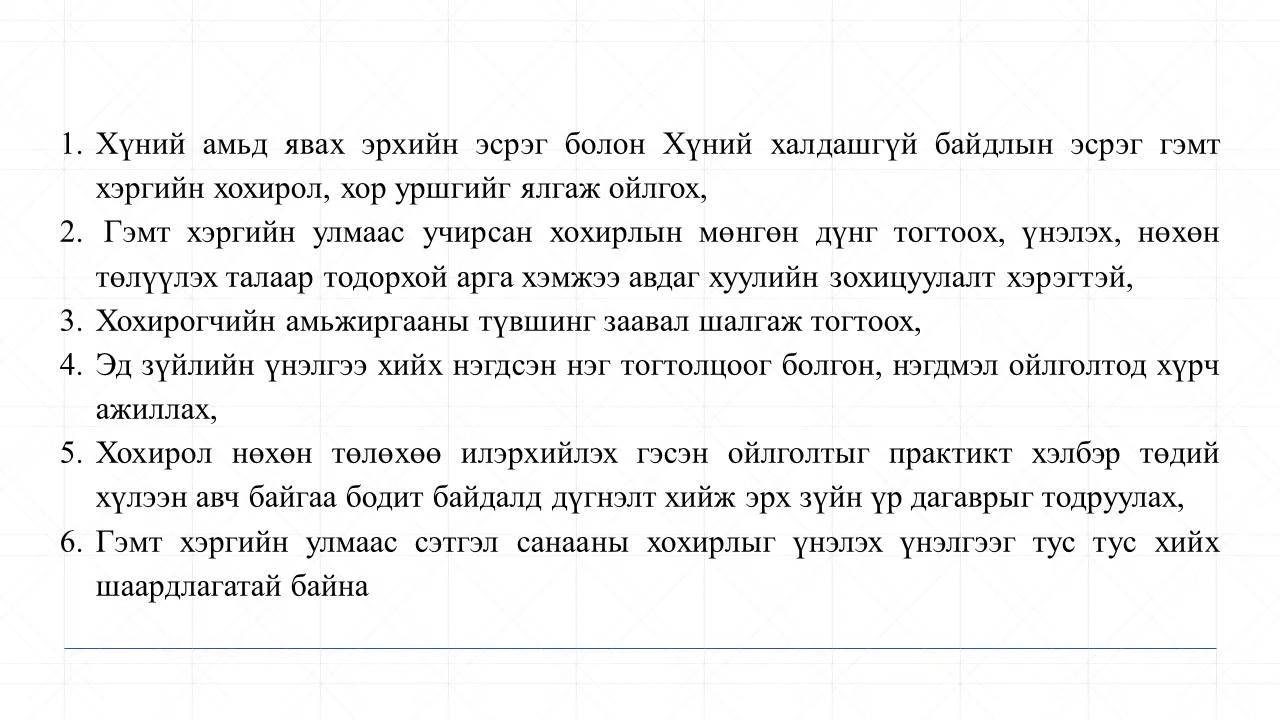 1. Хүний амьд явах эрхийн эсрэг болон Хүний халдашгүй байдлын эсрэг гэмт
хэргийн хохирол, хор уршгийг ялгаж ойлгох,
2. Гэмт хэргийн улмаас учирсан хохирлын мөнгөн дүнг тогтоох, үнэлэх, нөхөн
төлүүлэх талаар тодорхой арга хэмжээ авдаг хуулийн зохицуулалт хэрэгтэй,
3. Хохирогчийн амьжиргааны түвшинг заавал шалгаж тогтоох,
4. Эд зүйлийн үнэлгээ хийх нэгдсэн нэг тогтолцоог болгон, нэгдмэл ойлголтод хүрч
ажиллах,
5. Хохирол нөхөн төлөхөө илэрхийлэх гэсэн ойлголтыг практикт хэлбэр төдий
хүлээн авч байгаа бодит байдалд дүгнэлт хийж эрх зүйн үр дагаврыг тодруулах,
6. Гэмт хэргийн улмаас сэтгэл санааны хохирлыг үнэлэх үнэлгээг тус тус хийх
шаардлагатай байна